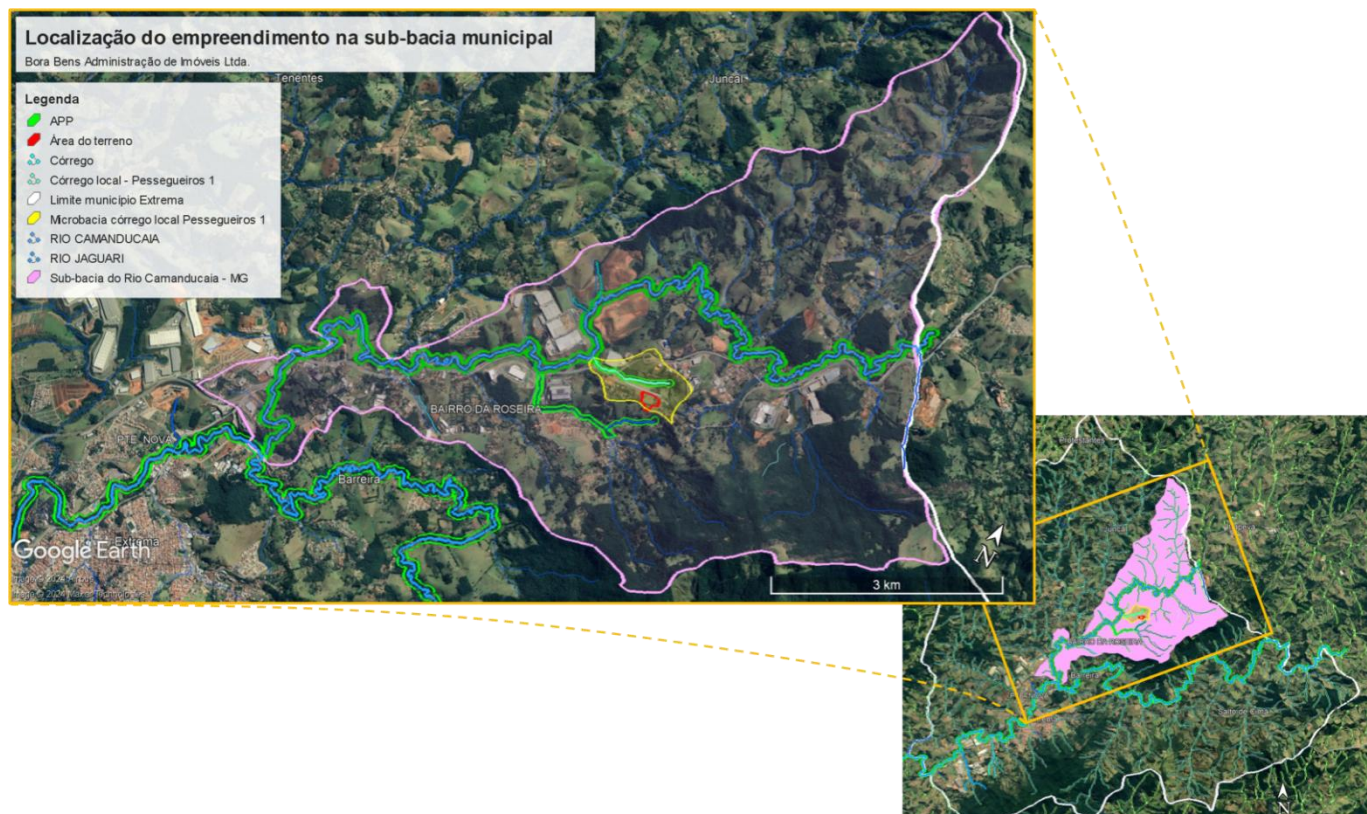 Localização do empreendimento na sub-bacia municipal
Bora Bens Administração de Imóveis Ltda.
Tenentes
Juncal
Legenda
APP
Área do terreno
Córrego
Córrego local - Pessegueiros 1
Limite município Extrema
Microbacia córrego local Pessegueiros 1
RIO CAMANDUCAIA
RIO JAGUARI
Sub-bacia do Rio Camanducaia - MG
BAIRRO DA ROSEIRA
PTE. NOVA
Barreira
Extrema
Google Earth
N
3 km
Juncal
Barreira
N